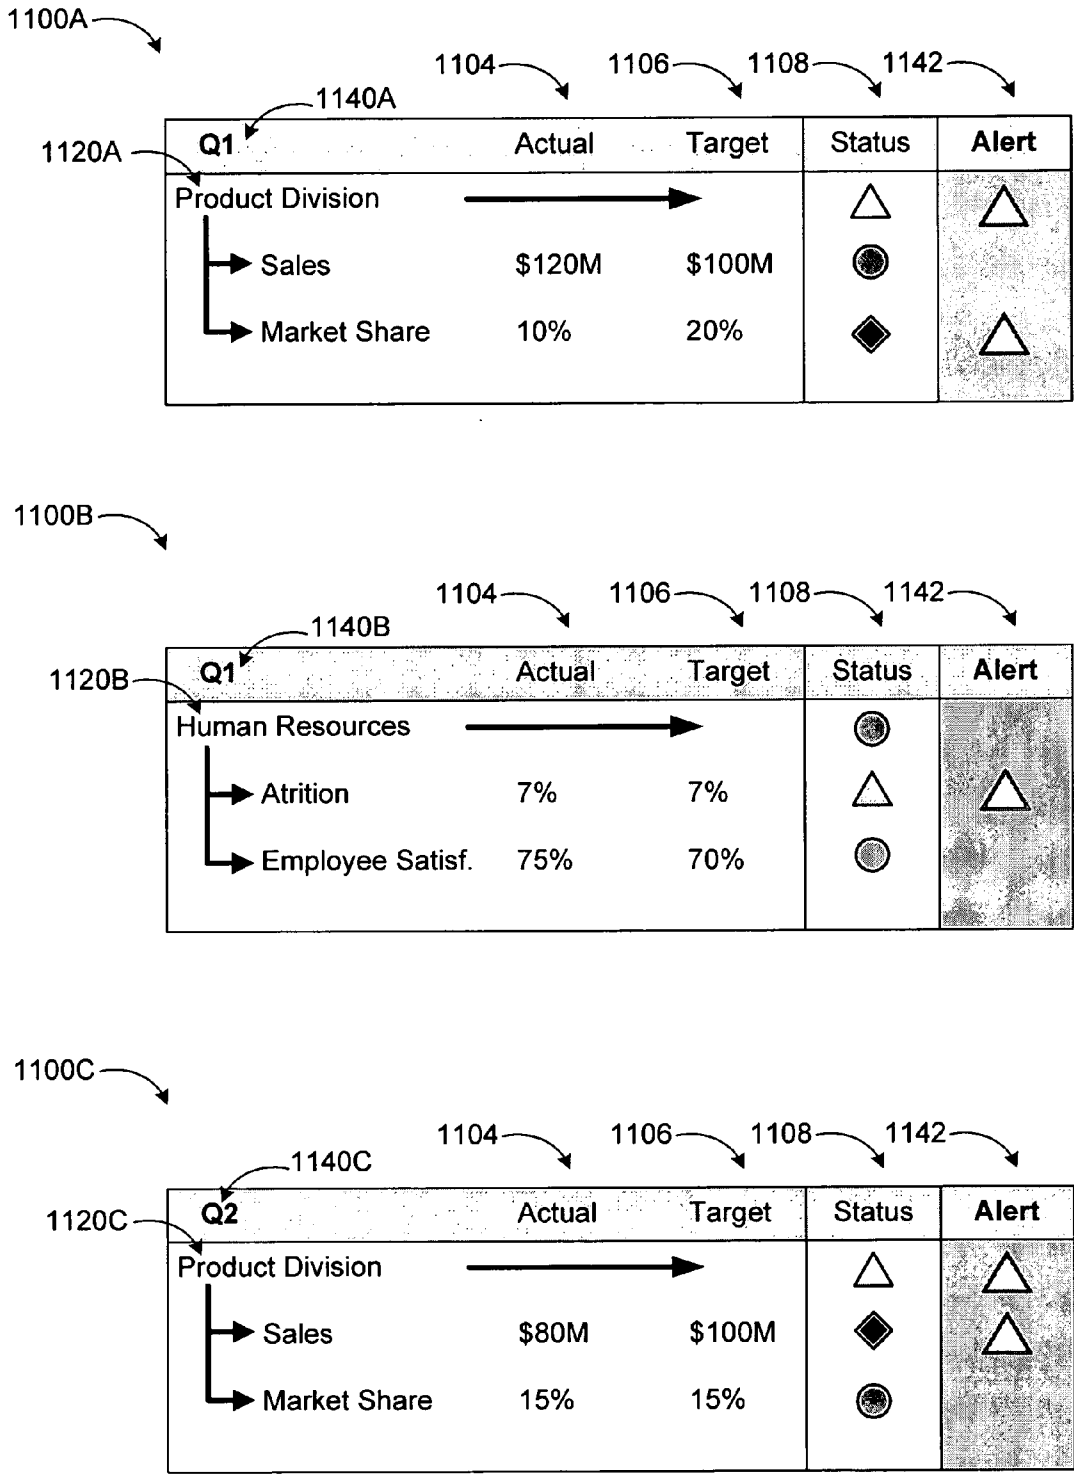 1100A
1104 1106 1108 1142
1140A
Q1 Actual Target Status Alert
1120A
Product Division
Sales $120M $100M
Market Share 10% 20%
1100B
1104 1106 1108 1142
1140B
Q1 Actual Target Status Alert
1120B
Human Resources
Atrition 7% 7%
Employee Satisf. 75% 70%
1100C
1104 1106 1108 1142
1140C
Q2 Actual Target Status Alert
1120C
Product Division
Sales $80M $100M
Market Share 15% 15%